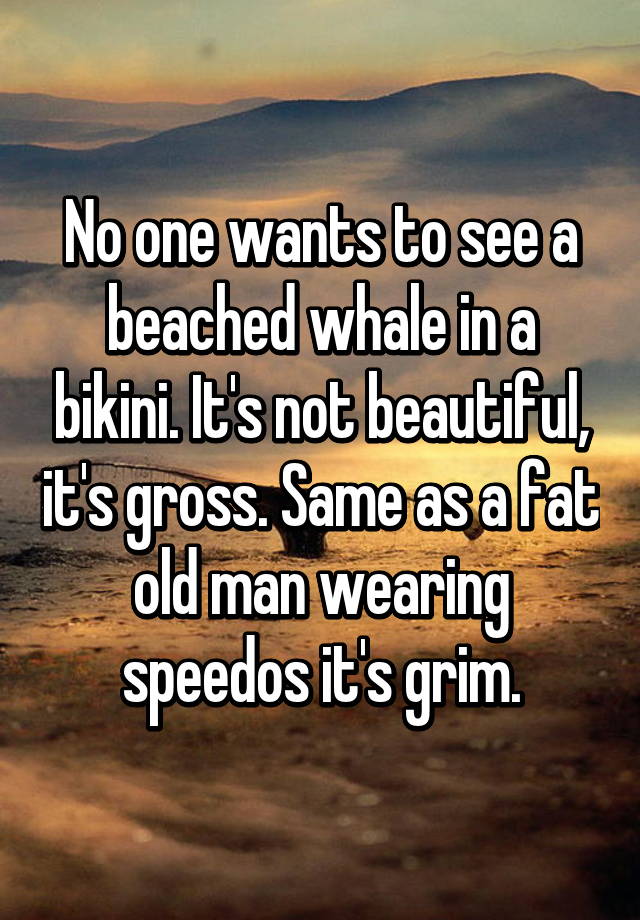 No one wants to see a
beached whale in a
bikini. It's not beautiful,
it's gross. Same as a fat
old man wearing
speedos it's grim.